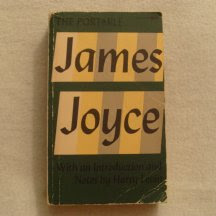 THE PORTABLE
James
Joyce
With an Introduction and
Notes by Harry Levin